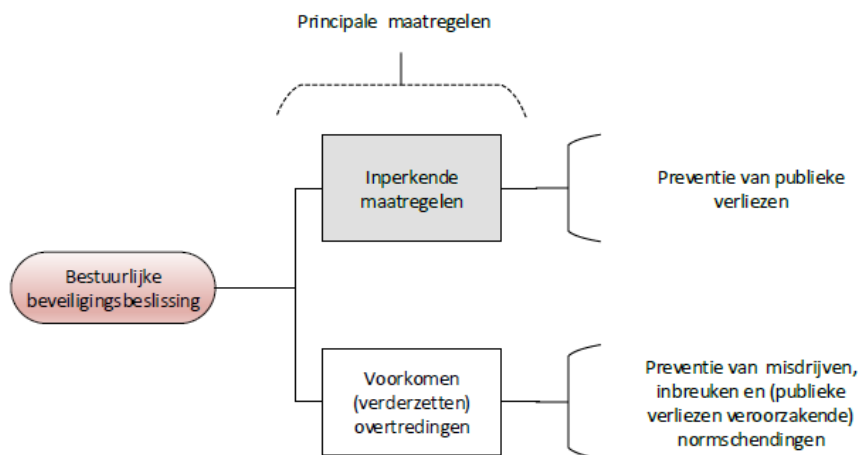 Principale maatregelen
Inperkende
maatregelen
Preventie van publieke
verliezen
Bestuurlijke
beveiligingsbeslissing
Voorkomen
(verderzetten)
overtredingen
Preventie van misdrijven,
inbreuken en (publieke
verliezen veroorzakende)
normschendingen